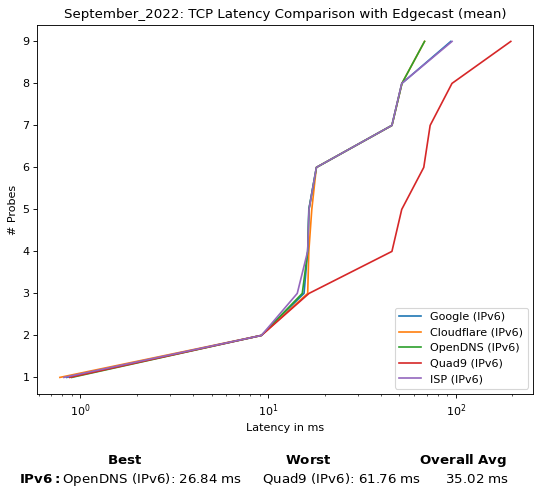 September_2022: TCP Latency Comparison with Edgecast (mean)
9
8
7
6
5
4
3
2
1
# Probes
10⁰ 10¹ 10²
Latency in ms
Google (IPv6)
Cloudflare (IPv6)
OpenDNS (IPv6)
Quad9 (IPv6)
ISP (IPv6)
Best Worst Overall Avg
IPv6: OpenDNS (IPv6): 26.84 ms Quad9 (IPv6): 61.76 ms 35.02 ms